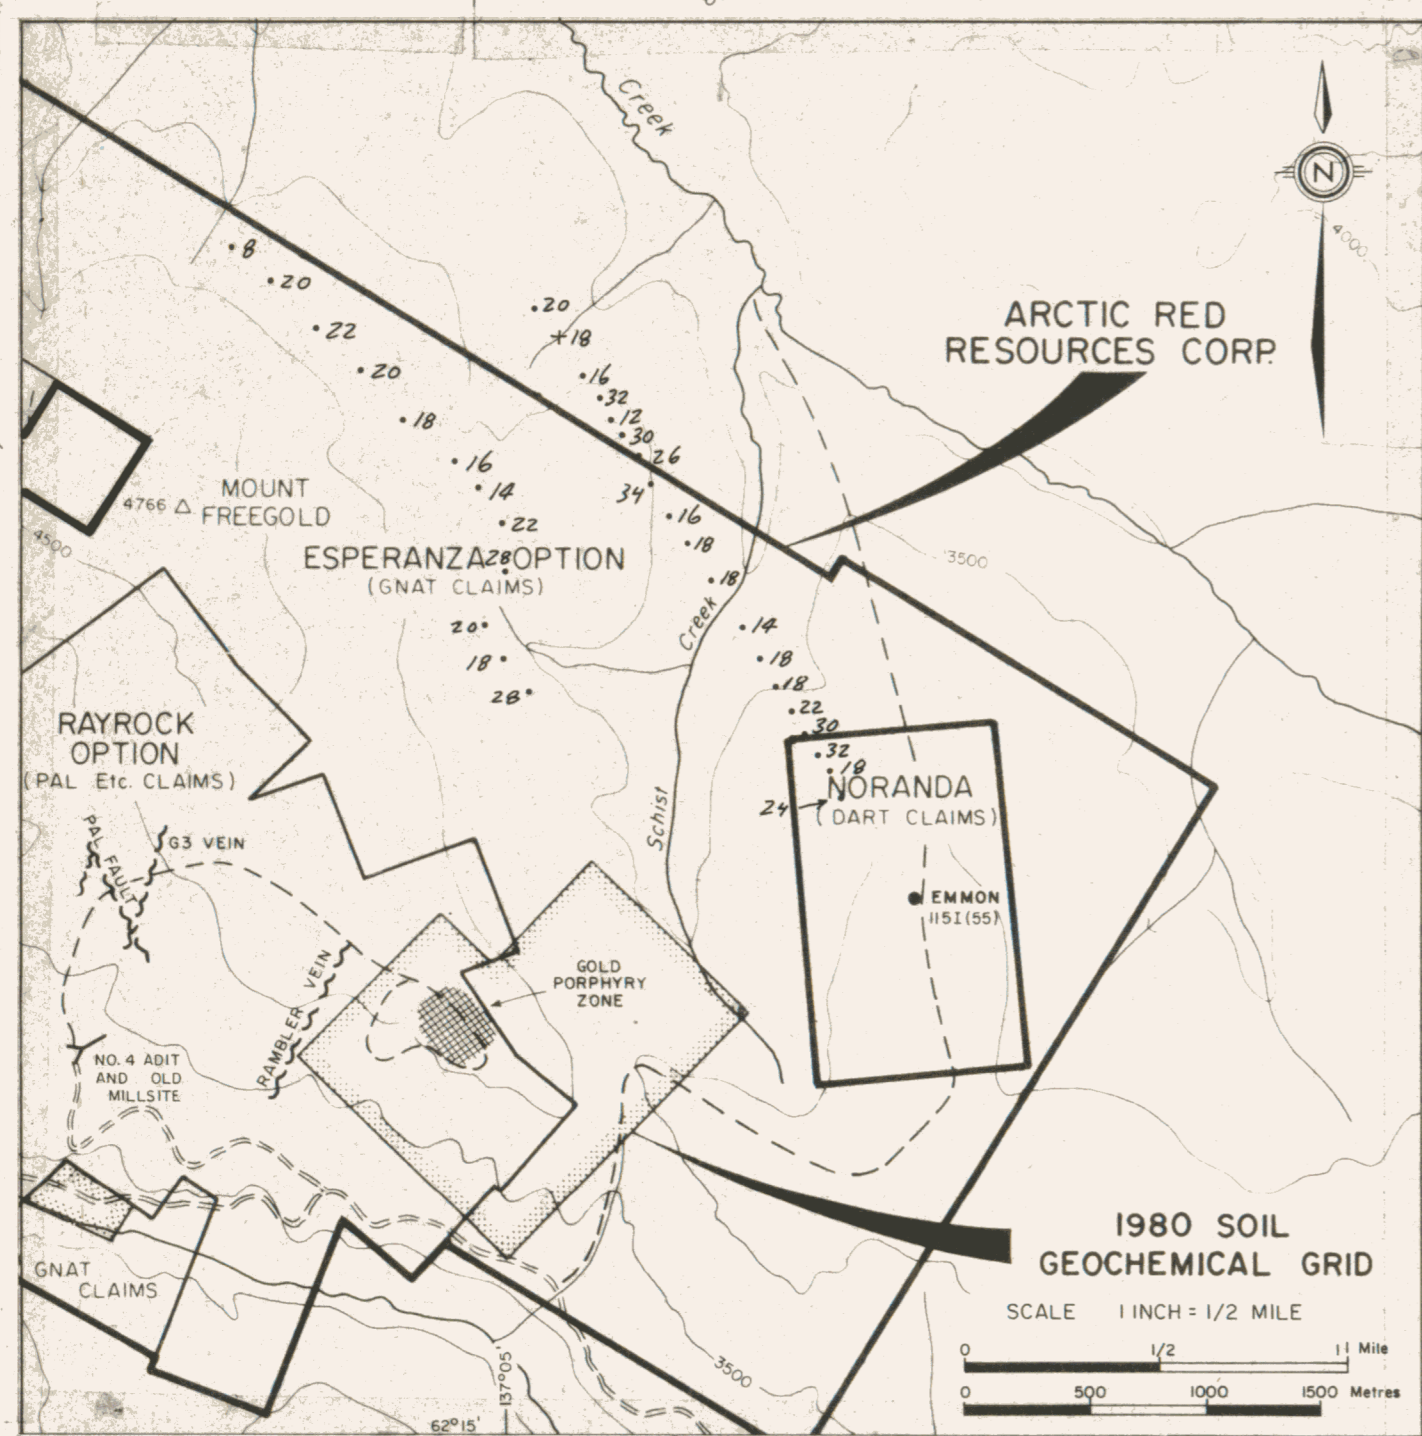 Creek
N
4000
8
20
20
22
+18
ARCTIC RED
RESOURCES CORP.
20
16
32
18
12
30
26
16
14
34
MOUNT
FREEGOLD
4766
22
16
4500
18
ESPERANZA OPTION
28
3500
(GNAT CLAIMS)
18
Creek
20
14
18
18
28
18
22
RAYROCK
OPTION
(PAL Etc. CLAIMS)
30
32
18
NORANDA
24
(DART CLAIMS)
Schist
PAL FAULT
G3 VEIN
EMMON
115I(55)
GOLD
PORPHYRY
ZONE
RAMBLER VEIN
NO. 4 ADIT
AND OLD
MILLSITE
1980 SOIL
GEOCHEMICAL GRID
GNAT
CLAIMS
SCALE 1 INCH = 1/2 MILE
0 1/2 1 Mile
0 500 1000 1500 Metres
3500
137°05'
62°15'